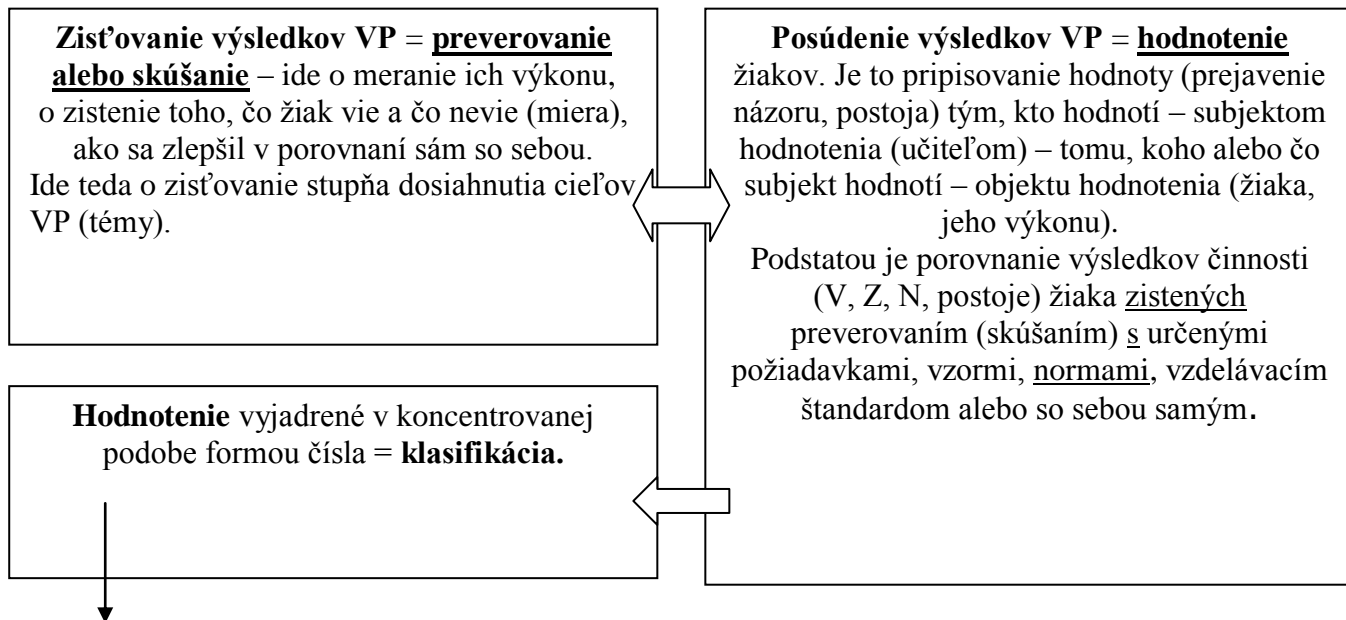 Zisťovanie výsledkov VP = preverovanie
alebo skúšanie – ide o meranie ich výkonu,
o zistenie toho, čo žiak vie a čo nevie (miera),
ako sa zlepšil v porovnaní sám so sebou.
Ide teda o zisťovanie stupňa dosiahnutia cieľov
VP (témy).
Posúdenie výsledkov VP = hodnotenie
žiakov. Je to pripisovanie hodnoty (prejavenie
názoru, postoja) tým, kto hodnotí – subjektom
hodnotenia (učiteľom) – tomu, koho alebo čo
subjekt hodnotí – objektu hodnotenia (žiaka,
jeho výkonu).
Podstatou je porovnanie výsledkov činnosti
(V, Z, N, postoje) žiaka zistených
preverovaním (skúšaním) s určenými
požiadavkami, vzormi, normami, vzdelávacím
štandardom alebo so sebou samým.
Hodnotenie vyjadrené v koncentrovanej
podobe formou čísla = klasifikácia.